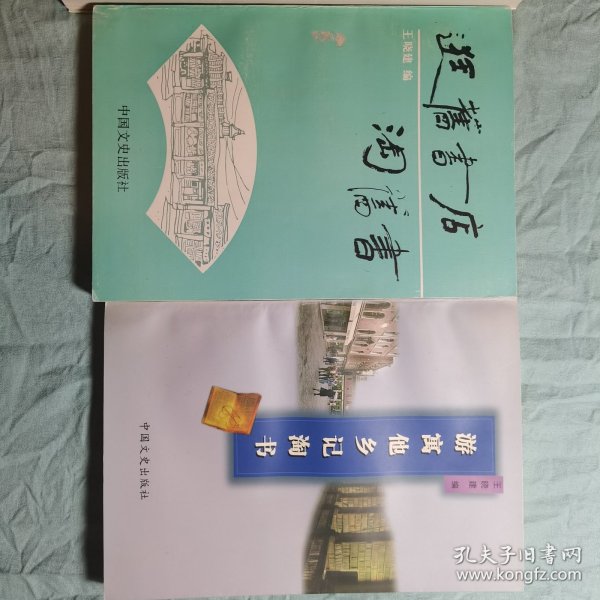 逛舊書店
淘舊書
王晓建 编
中国文史出版社
游寓他乡记淘书
王晓建 编
中国文史出版社
孔夫子旧书网
www.kongfz.com